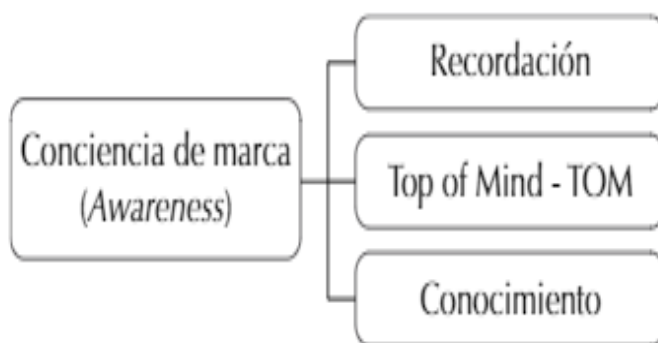 Conciencia de marca
(Awareness)
Recordación
Top of Mind - TOM
Conocimiento